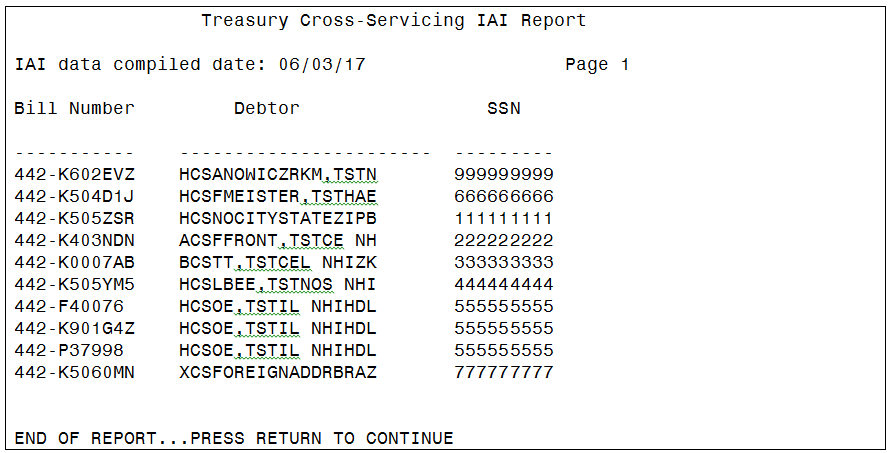 Treasury Cross-Servicing IAI Report
IAI data compiled date: 06/03/17 Page 1
Bill Number Debtor SSN
----------- ----------------------- ---------
442-K602EVZ HCSANOWICZRKM,TSTN 999999999
442-K504D1J HCSFMEISTER,TSTHAE 666666666
442-K505ZSR HCSNOCITYSTATEZIPB 111111111
442-K403NDN ACSFFRONT,TSTCE NH 222222222
442-K0007AB BCSTT,TSTCEL NHIZK 333333333
442-K505YM5 HCSLBEE,TSTNOS NHI 444444444
442-F40076 HCSOE,TSTIL NHIHDL 555555555
442-K901G4Z HCSOE,TSTIL NHIHDL 555555555
442-P37998 HCSOE,TSTIL NHIHDL 555555555
442-K5060MN XCSFOREIGNADDRBRAZ 777777777
END OF REPORT...PRESS RETURN TO CONTINUE